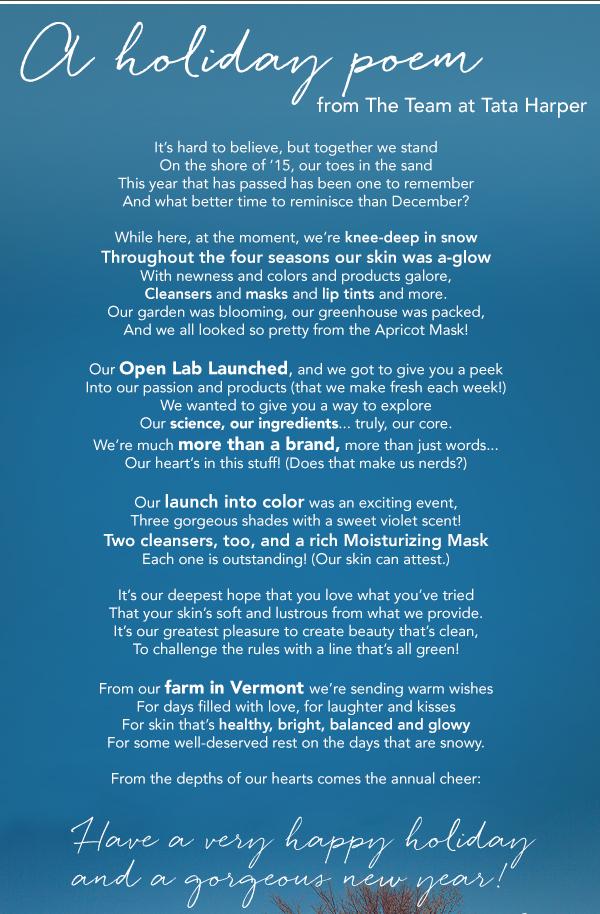 A holiday poem
from The Team at Tata Harper
It's hard to believe, but together we stand
On the shore of '15, our toes in the sand
This year that has passed has been one to remember
And what better time to reminisce than December?
While here, at the moment, we're knee-deep in snow
Throughout the four seasons our skin was a-glow
With newness and colors and products galore,
Cleansers and masks and lip tints and more.
Our garden was blooming, our greenhouse was packed,
And we all looked so pretty from the Apricot Mask!
Our Open Lab Launched, and we got to give you a peek
Into our passion and products (that we make fresh each week!)
We wanted to give you a way to explore
Our science, our ingredients... truly, our core.
We're much more than a brand, more than just words...
Our heart's in this stuff! (Does that make us nerds?)
Our launch into color was an exciting event,
Three gorgeous shades with a sweet violet scent!
Two cleansers, too, and a rich Moisturizing Mask
Each one is outstanding! (Our skin can attest.)
It's our deepest hope that you love what you've tried
That your skin's soft and lustrous from what we provide.
It's our greatest pleasure to create beauty that's clean,
To challenge the rules with a line that's all green!
From our farm in Vermont we're sending warm wishes
For days filled with love, for laughter and kisses
For skin that's healthy, bright, balanced and glowy
For some well-deserved rest on the days that are snowy.
From the depths of our hearts comes the annual cheer:
Have a very happy holiday
and a gorgeous new year!